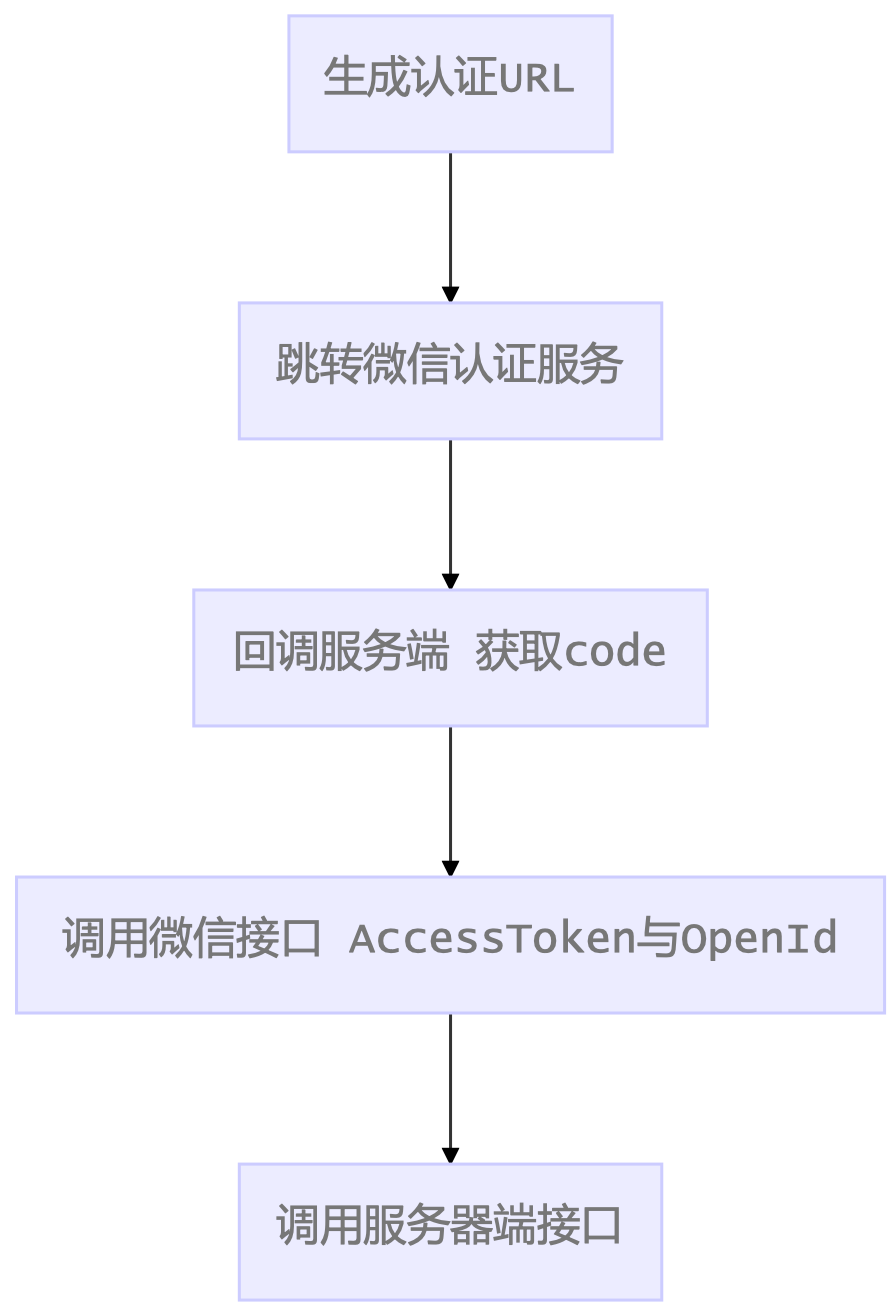 生成认证URL
跳转微信认证服务
回调服务端 获取code
调用微信接口 AccessToken与OpenId
调用服务器端接口